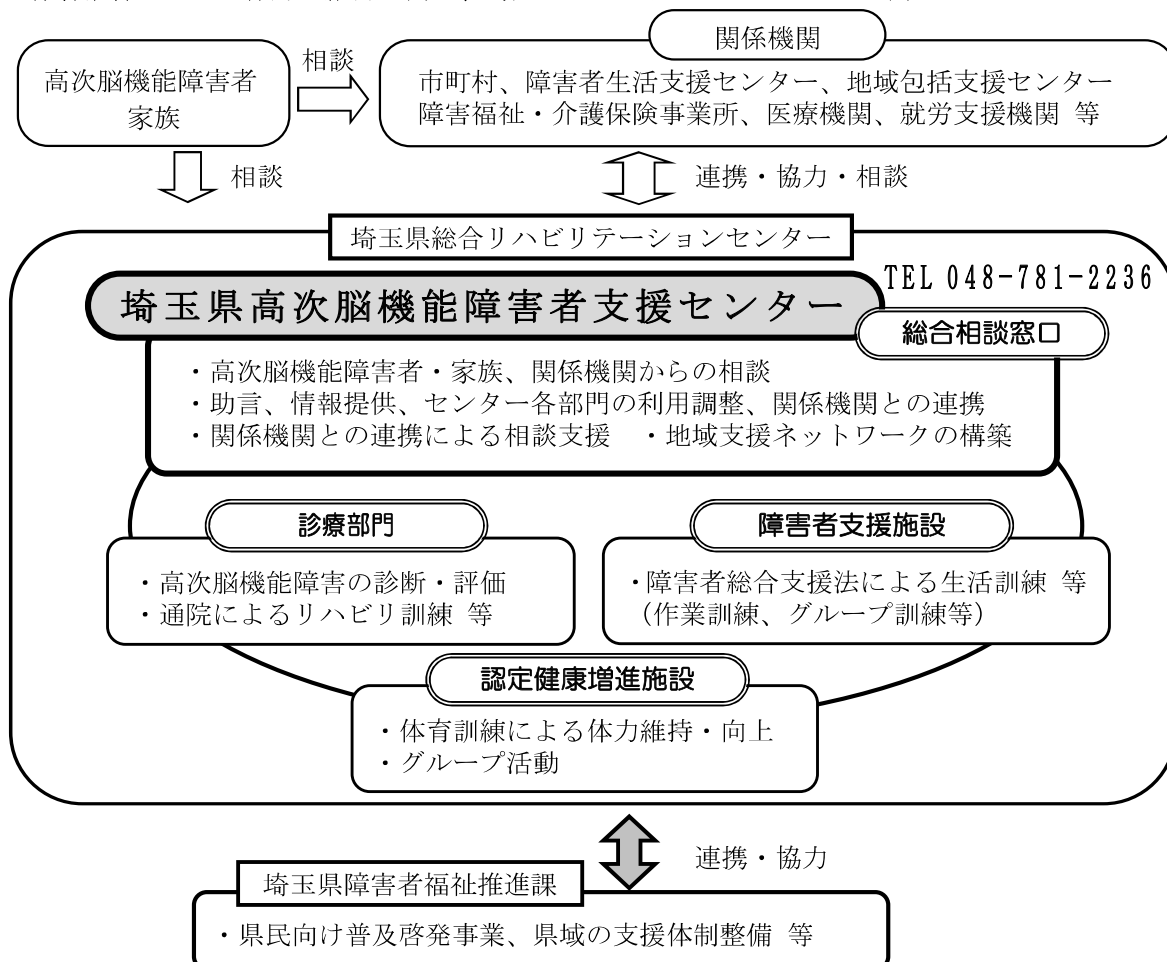 高次脳機能障害者
家族
相談
関係機関
市町村、障害者生活支援センター、地域包括支援センター
障害福祉・介護保険事業所、医療機関、就労支援機関 等
相談
連携・協力・相談
埼玉県総合リハビリテーションセンター
TEL 048-781-2236
埼玉県高次脳機能障害者支援センター
総合相談窓口
・高次脳機能障害者・家族、関係機関からの相談
・助言、情報提供、センター各部門の利用調整、関係機関との連携
・関係機関との連携による相談支援 ・地域支援ネットワークの構築
診療部門
・高次脳機能障害の診断・評価
・通院によるリハビリ訓練 等
障害者支援施設
・障害者総合支援法による生活訓練 等
（作業訓練、グループ訓練等）
認定健康増進施設
・体育訓練による体力維持・向上
・グループ活動
連携・協力
埼玉県障害者福祉推進課
・県民向け普及啓発事業、県域の支援体制整備 等